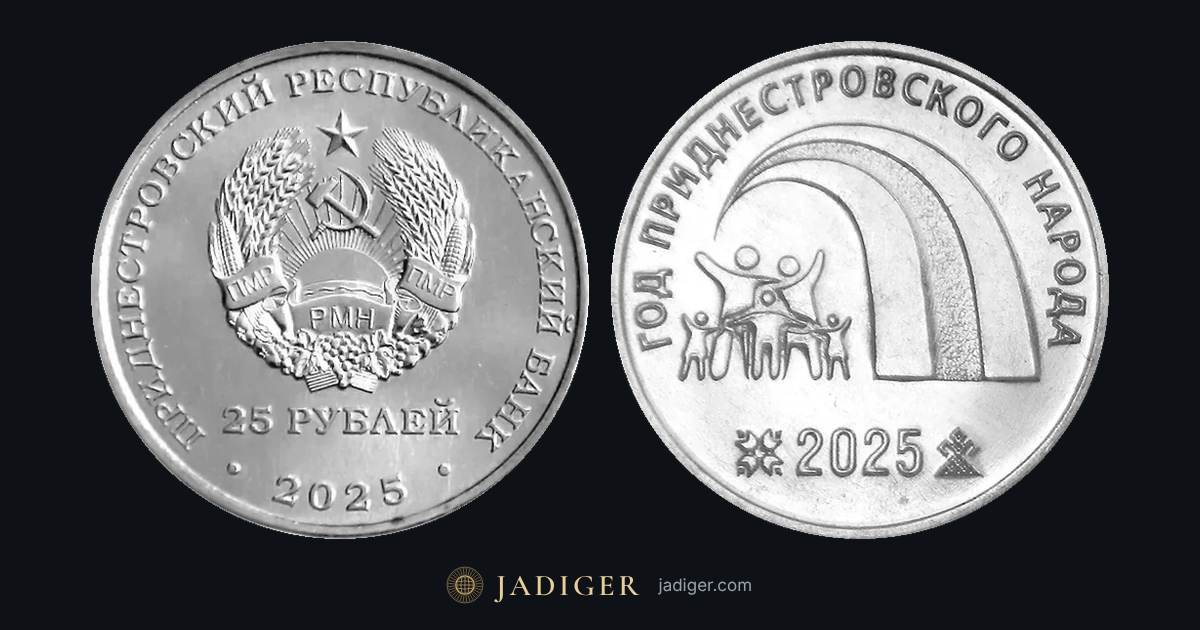 ПРИДНЕСТРОВСКИЙ РЕСПУБЛИКАНСКИЙ БАНК
ПМР
ПМР
РМН
25 РУБЛЕЙ
• 2025 •
ГОД ПРИДНЕСТРОВСКОГО НАРОДА
2025
JADIGER
jadiger.com